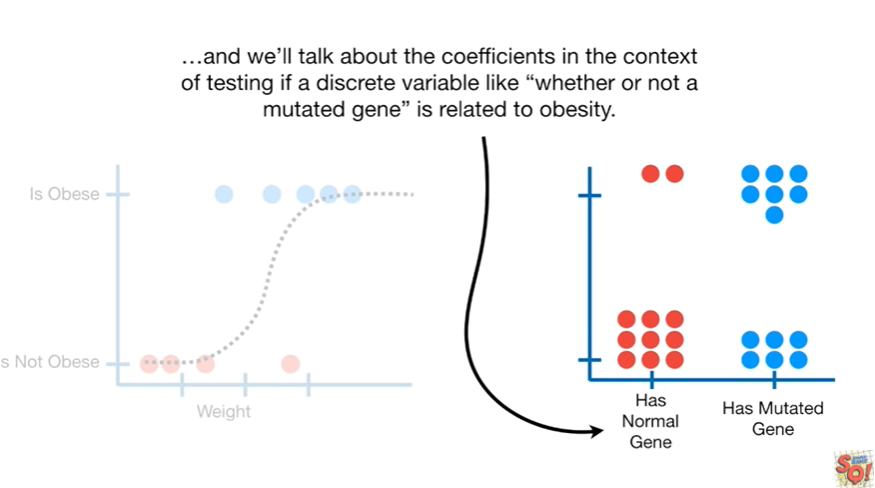 …and we’ll talk about the coefficients in the context
of testing if a discrete variable like “whether or not a
mutated gene” is related to obesity.
Is Obese
s Not Obese
Weight
Has
Normal
Gene
Has Mutated
Gene
SQ!